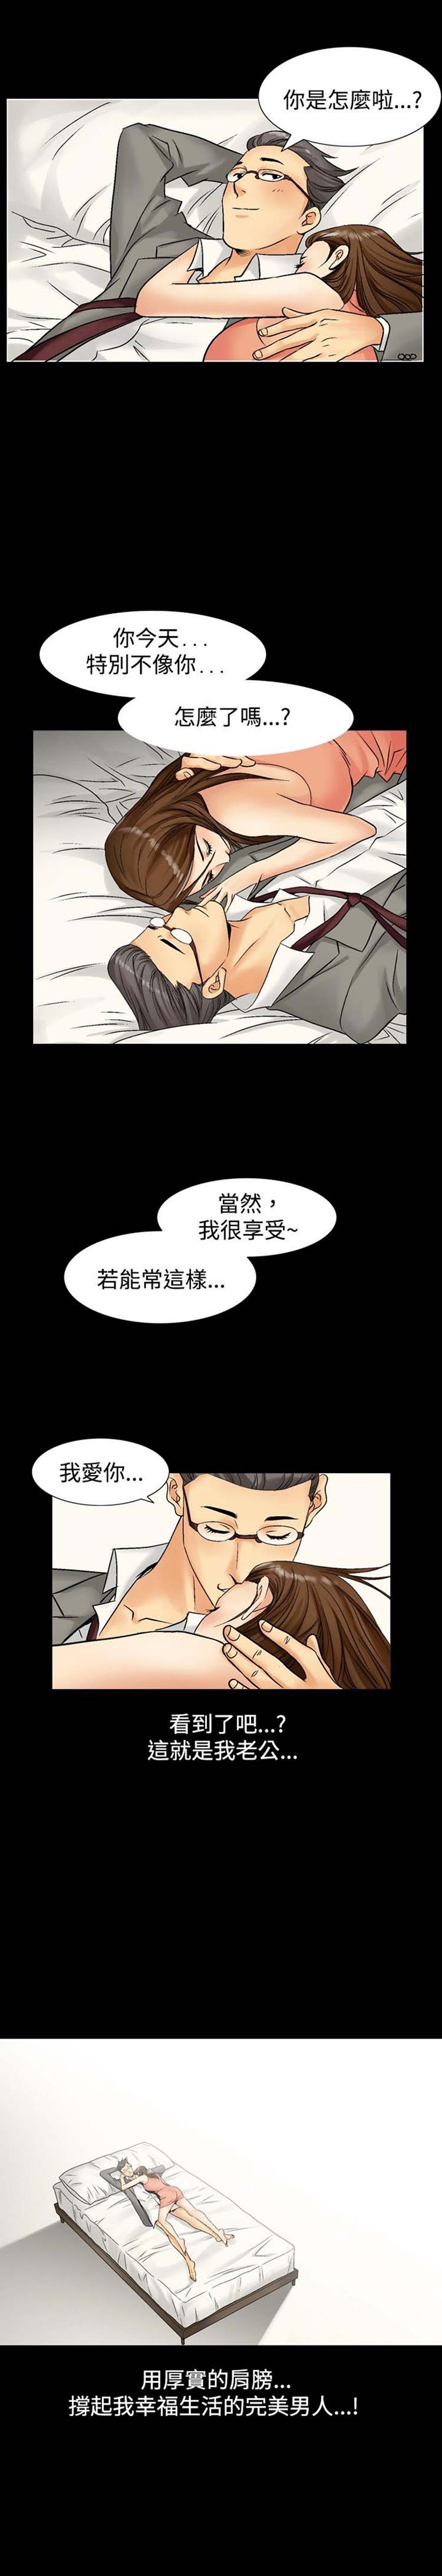 你是怎麼啦...?
你今天...
特別不像你...
怎麼了嗎...?
當然，
我很享受~
若能常這樣...
我愛你...
看到了吧...?
這就是我老公...
用厚實的肩膀...
撐起我幸福生活的完美男人...!